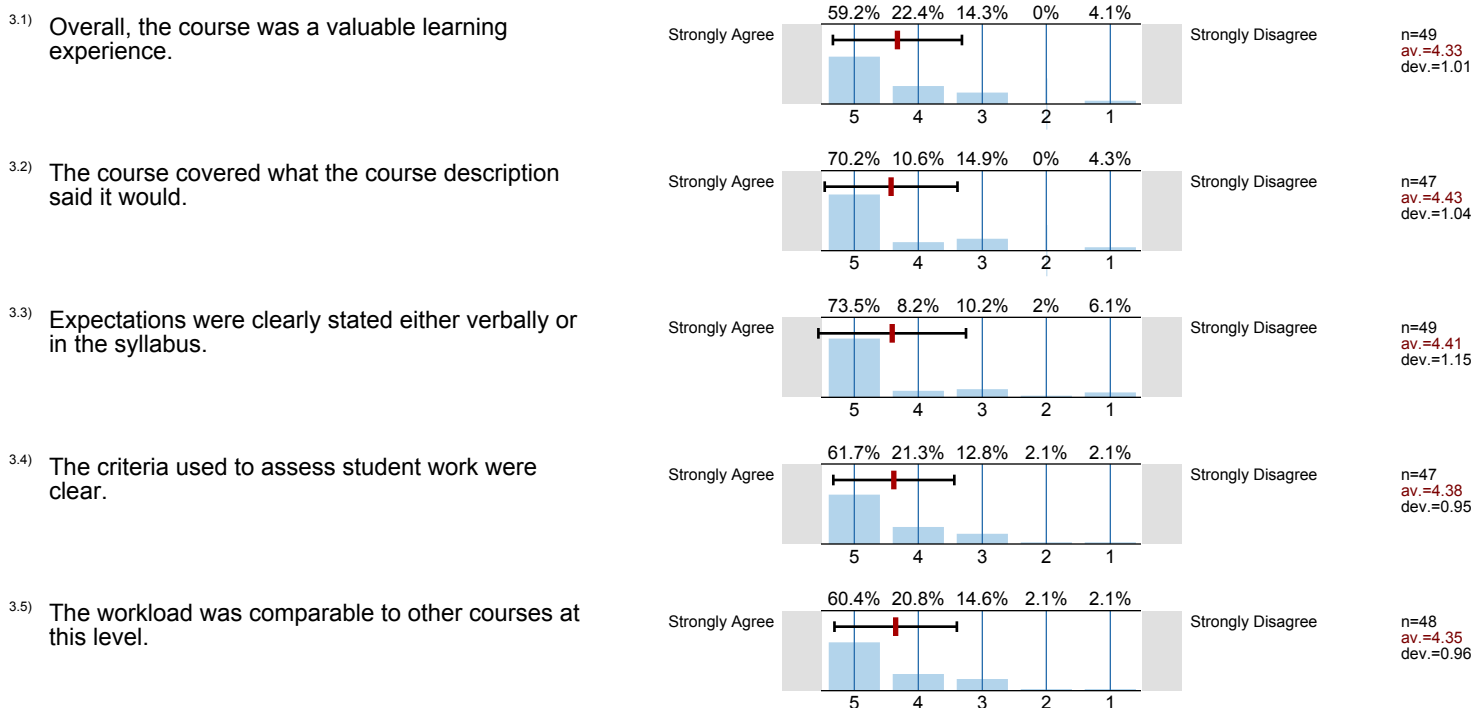 59.2% 22.4% 14.3% 0% 4.1%
3.1) Overall, the course was a valuable learning
experience.
Strongly Agree
Strongly Disagree
n=49
av.=4.33
dev.=1.01
5 4 3 2 1
70.2% 10.6% 14.9% 0% 4.3%
3.2) The course covered what the course description
said it would.
Strongly Agree
Strongly Disagree
n=47
av.=4.43
dev.=1.04
5 4 3 2 1
73.5% 8.2% 10.2% 2% 6.1%
3.3) Expectations were clearly stated either verbally or
in the syllabus.
Strongly Agree
Strongly Disagree
n=49
av.=4.41
dev.=1.15
5 4 3 2 1
61.7% 21.3% 12.8% 2.1% 2.1%
3.4) The criteria used to assess student work were
clear.
Strongly Agree
Strongly Disagree
n=47
av.=4.38
dev.=0.95
5 4 3 2 1
60.4% 20.8% 14.6% 2.1% 2.1%
3.5) The workload was comparable to other courses at
this level.
Strongly Agree
Strongly Disagree
n=48
av.=4.35
dev.=0.96
5 4 3 2 1